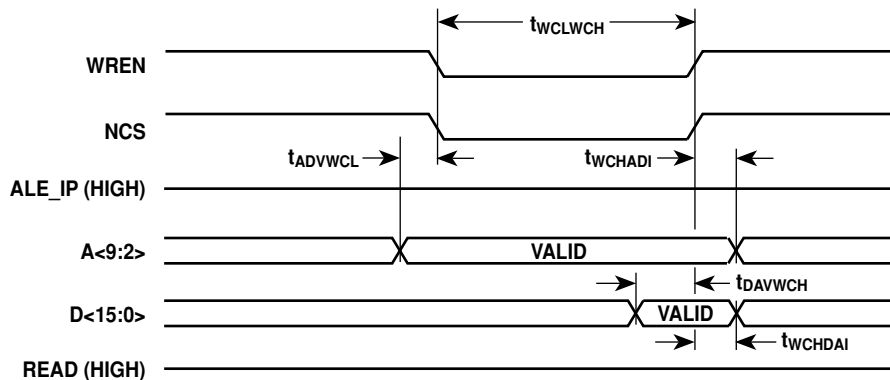 tWCLWCH
WREN
NCS
tADVWCL
tWCHADI
ALE_IP (HIGH)
A<9:2>
VALID
tDAVWCH
D<15:0>
VALID
tWCHDAI
READ (HIGH)